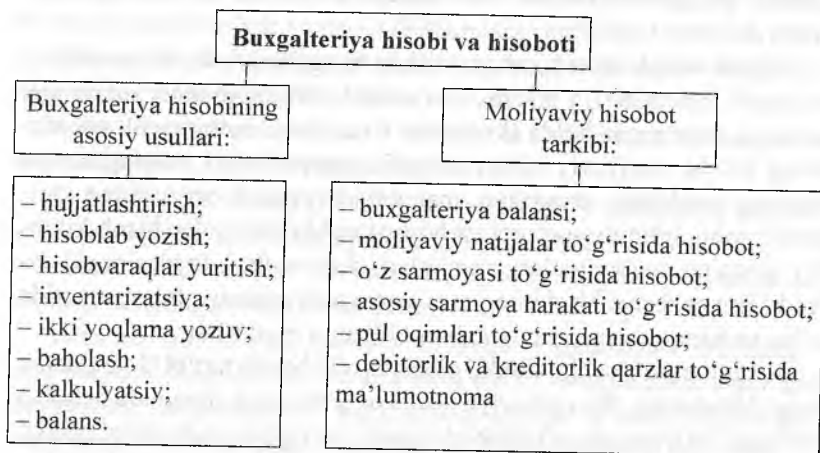 Buxgalteriya hisobi va hisoboti
Buxgalteriya hisobining
asosiy usullari:
Moliyaviy hisobot
tarkibi:
– hujjatlashtirish;
– hisoblab yozish;
– hisobvaraqlar yuritish;
– inventarizatsiya;
– ikki yoqlama yozuv;
– baholash;
– kalkulyatsiy;
– balans.
– buxgalteriya balansi;
– moliyaviy natijalar to‘g‘risida hisobot;
– o‘z sarmoyasi to‘g‘risida hisobot;
– asosiy sarmoya harakati to‘g‘risida hisobot;
– pul oqimlari to‘g‘risida hisobot;
– debitorlik va kreditorlik qarzlar to‘g‘risida
ma’lumotnoma